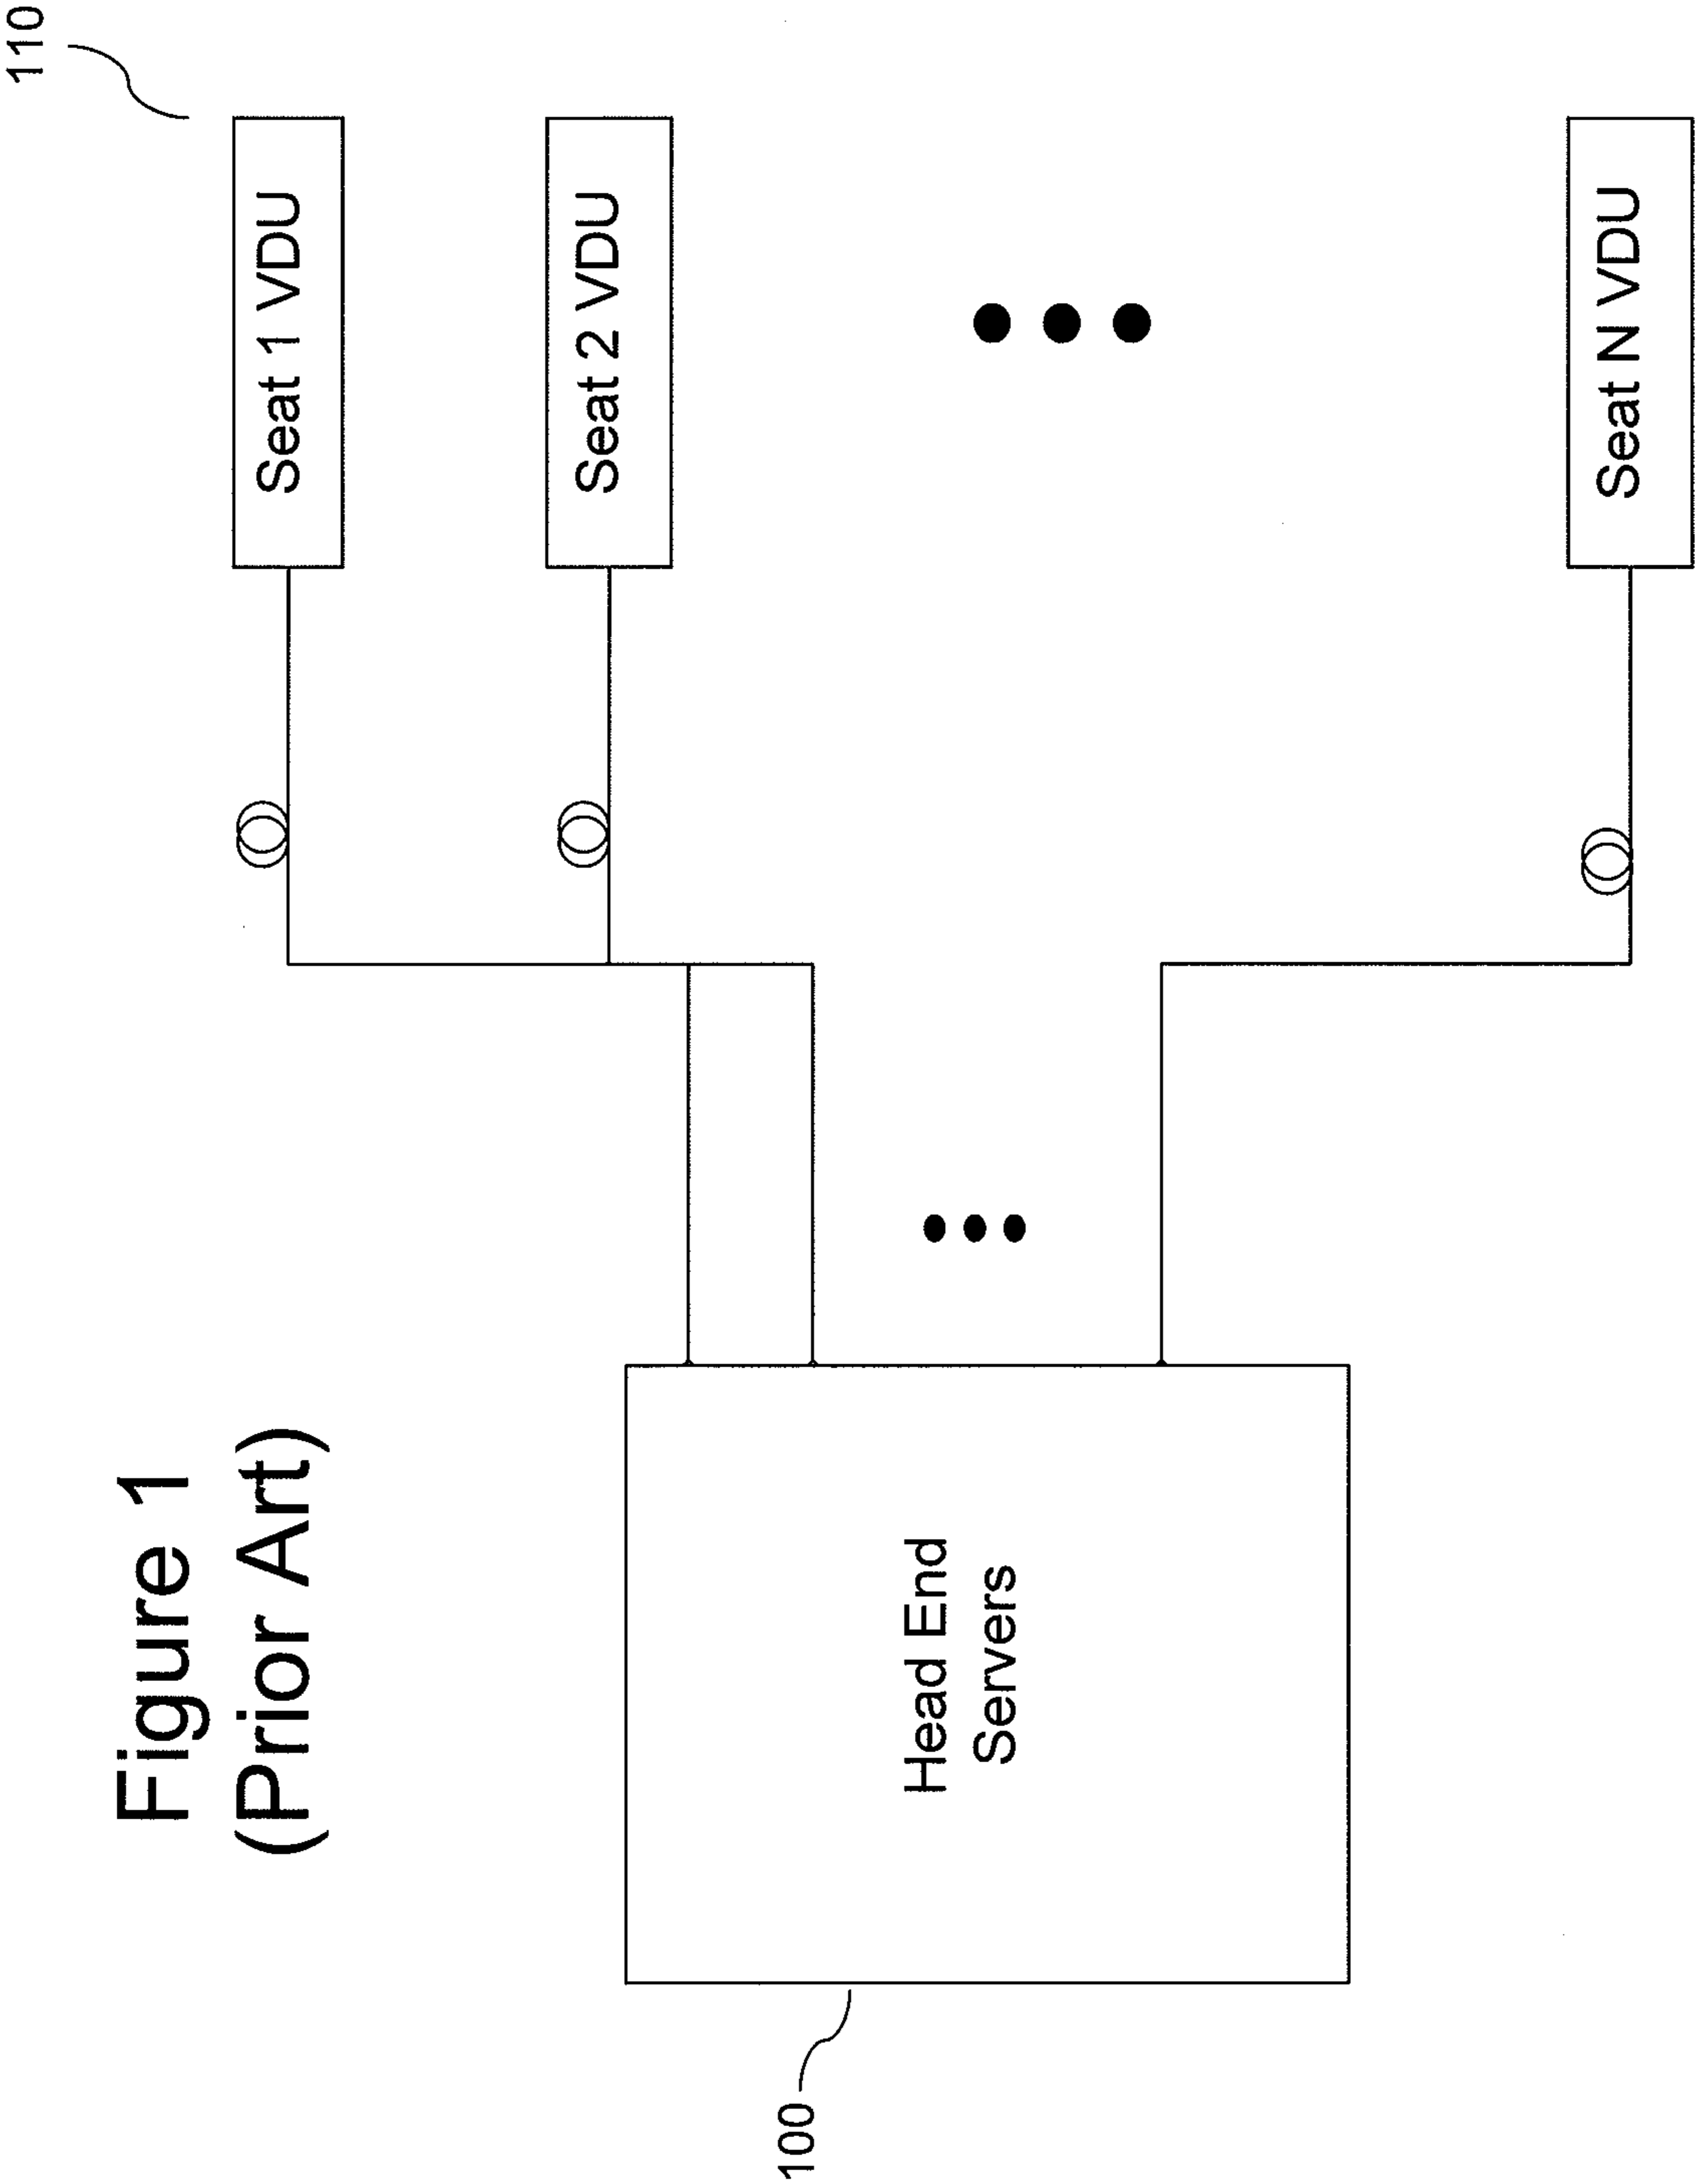 Figure 1
(Prior Art)
110
Seat 1 VDU
Seat 2 VDU
Seat N VDU
Head End
Servers
100